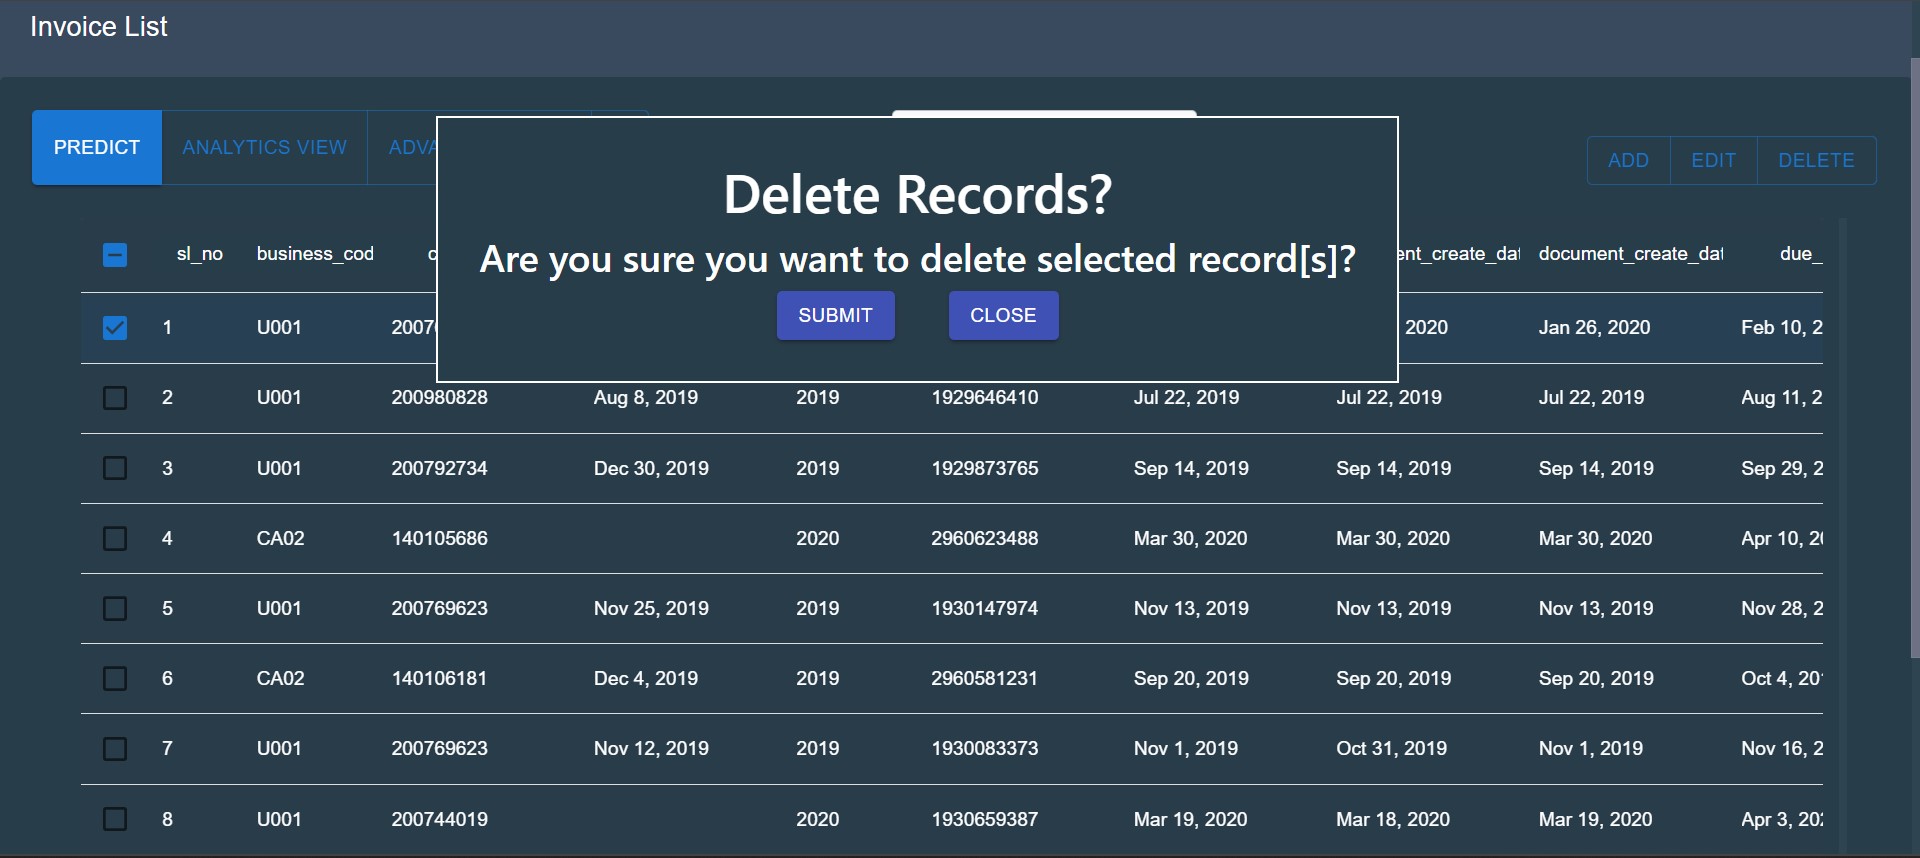 Invoice List
PREDICT ANALYTICS VIEW ADVA
Delete Records?
ADD EDIT DELETE
sl_no business_cod Are you sure you want to delete selected record[s]? ent_create_dat document_create_dat due_
SUBMIT CLOSE
1 U001 2007 2020 Jan 26, 2020 Feb 10, 2
2 U001 200980828 Aug 8, 2019 2019 1929646410 Jul 22, 2019 Jul 22, 2019 Jul 22, 2019 Aug 11, 2
3 U001 200792734 Dec 30, 2019 2019 1929873765 Sep 14, 2019 Sep 14, 2019 Sep 14, 2019 Sep 29, 2
4 CA02 140105686 2020 2960623488 Mar 30, 2020 Mar 30, 2020 Mar 30, 2020 Apr 10, 20
5 U001 200769623 Nov 25, 2019 2019 1930147974 Nov 13, 2019 Nov 13, 2019 Nov 13, 2019 Nov 28, 2
6 CA02 140106181 Dec 4, 2019 2019 2960581231 Sep 20, 2019 Sep 20, 2019 Sep 20, 2019 Oct 4, 20
7 U001 200769623 Nov 12, 2019 2019 1930083373 Nov 1, 2019 Oct 31, 2019 Nov 1, 2019 Nov 16, 2
8 U001 200744019 2020 1930659387 Mar 19, 2020 Mar 18, 2020 Mar 19, 2020 Apr 3, 202